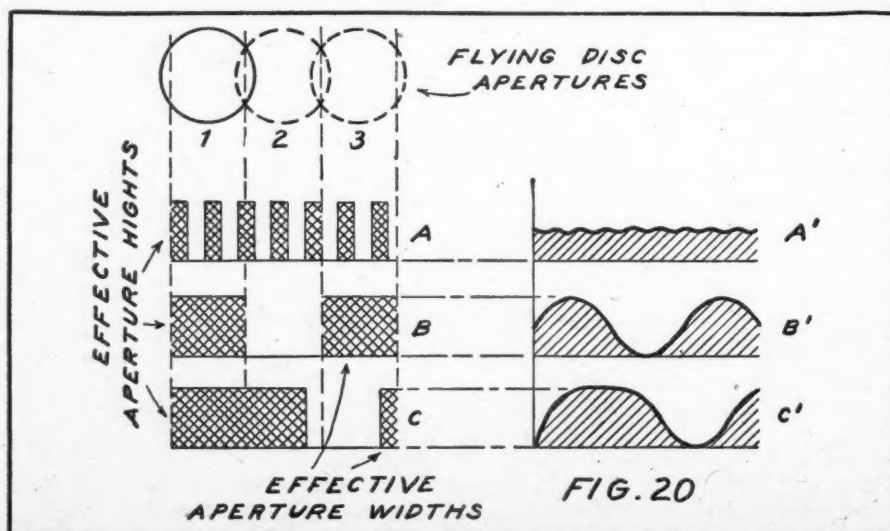 FLYING DISC
APERTURES
1 2 3
EFFECTIVE
APERTURE HIGHTS
A
A'
B
B'
C
C'
EFFECTIVE
APERTURE WIDTHS
FIG. 20